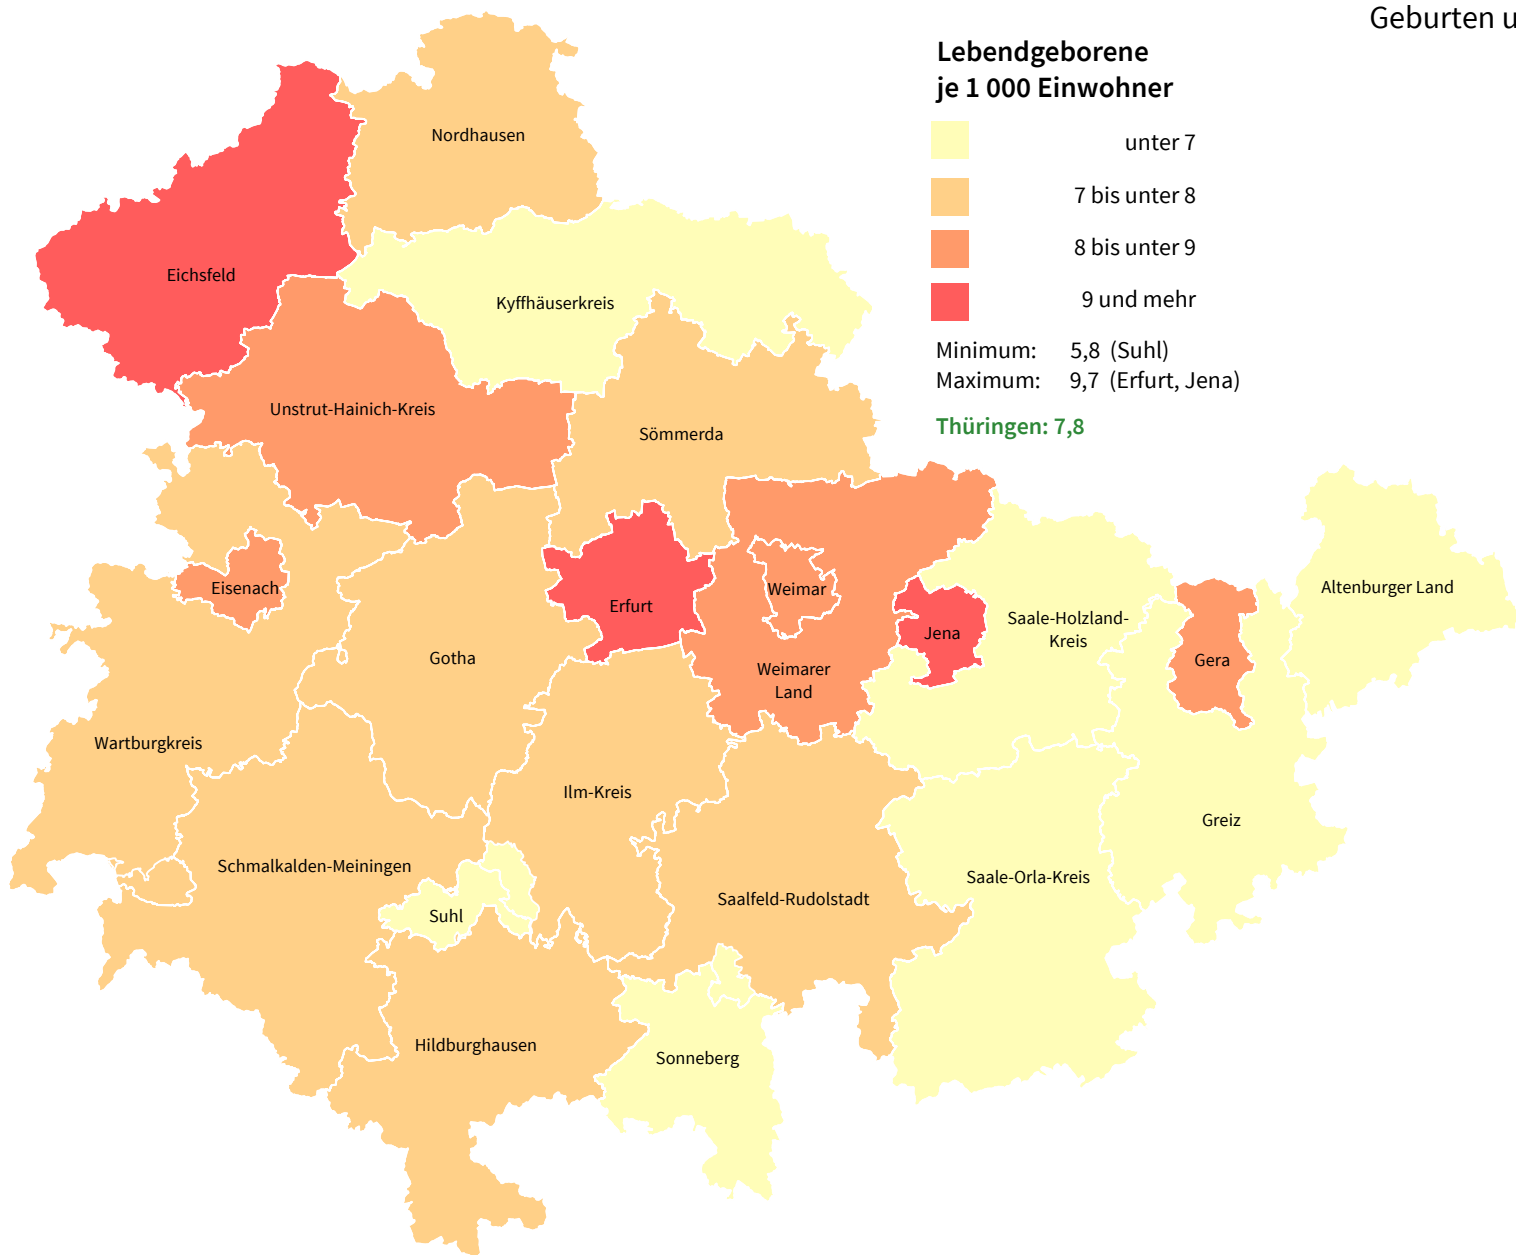 Geburten u
Lebendgeborene
je 1 000 Einwohner
unter 7
7 bis unter 8
8 bis unter 9
9 und mehr
Minimum: 5,8 (Suhl)
Maximum: 9,7 (Erfurt, Jena)
Thüringen: 7,8
Nordhausen
Eichsfeld
Kyffhäuserkreis
Unstrut-Hainich-Kreis
Sömmerda
Eisenach
Erfurt
Weimar
Altenburger Land
Jena
Saale-Holzland-
Kreis
Gotha
Gera
Weimarer
Land
Wartburgkreis
Ilm-Kreis
Greiz
Schmalkalden-Meiningen
Saale-Orla-Kreis
Saalfeld-Rudolstadt
Suhl
Hildburghausen
Sonneberg